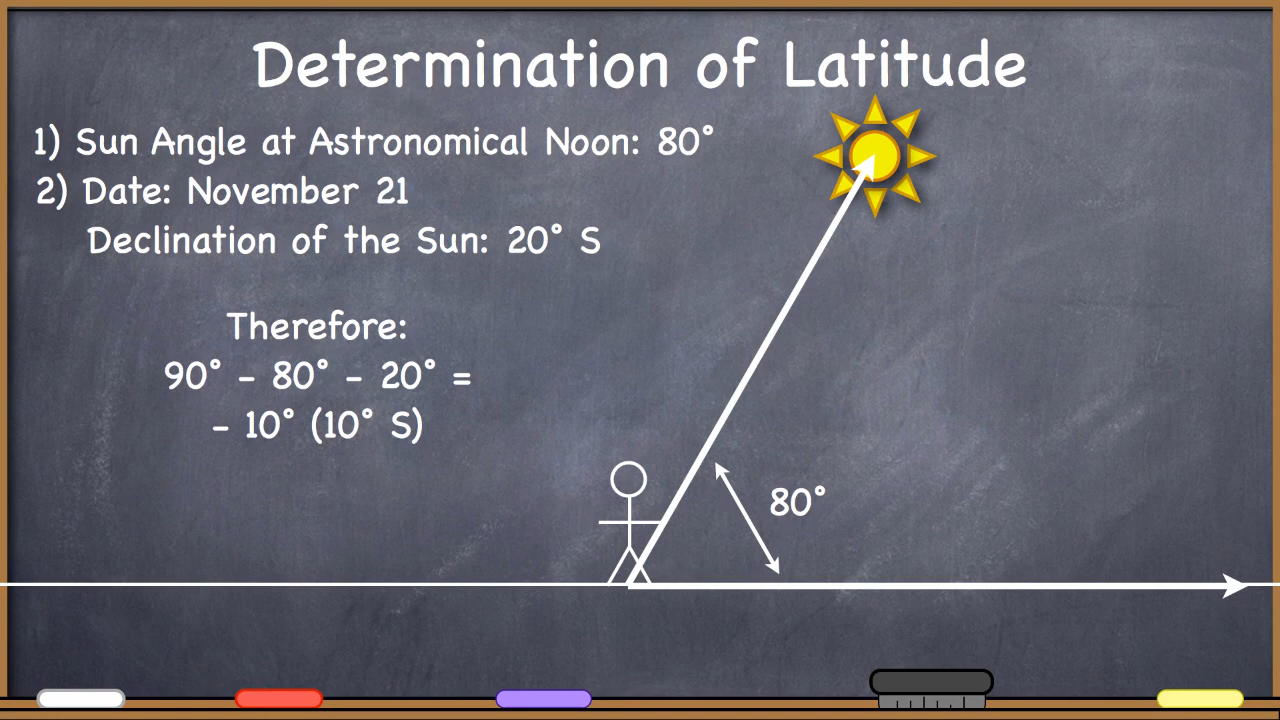 Determination of Latitude
1) Sun Angle at Astronomical Noon: 80°
2) Date: November 21
Declination of the Sun: 20° S
Therefore:
90° - 80° - 20° =
- 10° (10° S)
80°